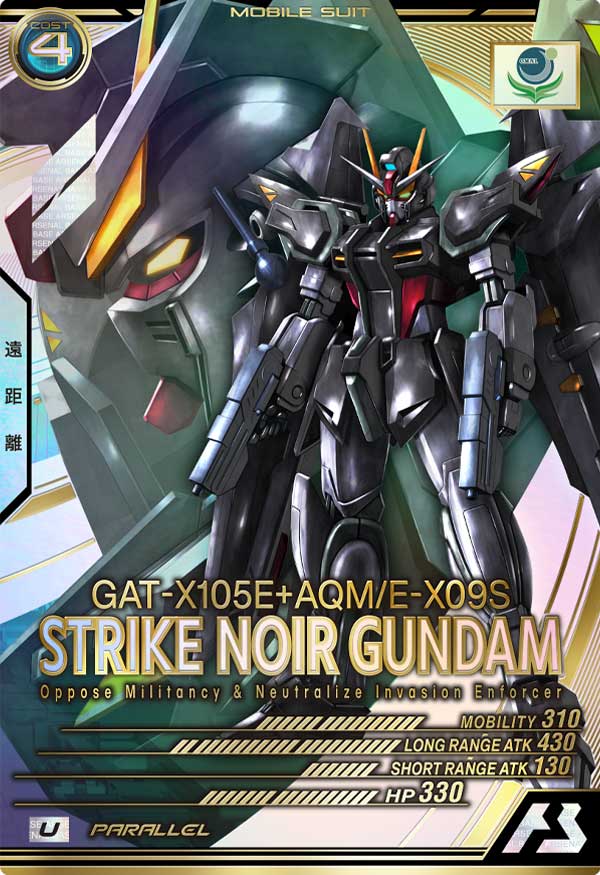 MOBILE SUIT
COST
4
OMNI
遠距離
GAT-X105E+AQM/E-X09S
STRIKE NOIR GUNDAM
Oppose Militancy & Neutralize Invasion Enforcer
MOBILITY 310
LONG RANGE ATK 430
SHORT RANGE ATK 130
HP 330
U PARALLEL